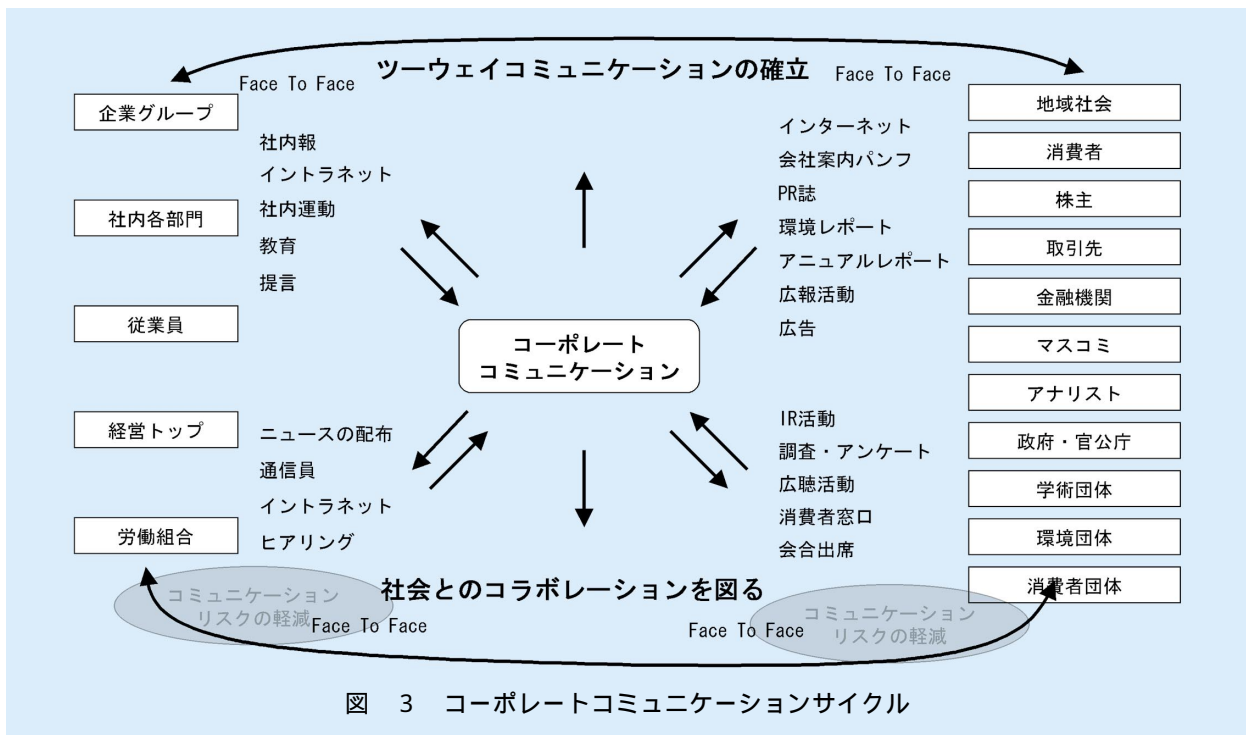 ツーウェイコミュニケーションの確立
Face To Face
Face To Face
企業グループ
社内各部門
従業員
経営トップ
労働組合
社内報
イントラネット
社内運動
教育
提言
ニュースの配布
通信員
イントラネット
ヒアリング
コーポレート
コミュニケーション
インターネット
会社案内パンフ
PR誌
環境レポート
アニュアルレポート
広報活動
広告
IR活動
調査・アンケート
広聴活動
消費者窓口
会合出席
地域社会
消費者
株主
取引先
金融機関
マスコミ
アナリスト
政府・官公庁
学術団体
環境団体
消費者団体
社会とのコラボレーションを図る
コミュニケーション
リスクの軽減
Face To Face
Face To Face
コミュニケーション
リスクの軽減
図 3 コーポレートコミュニケーションサイクル